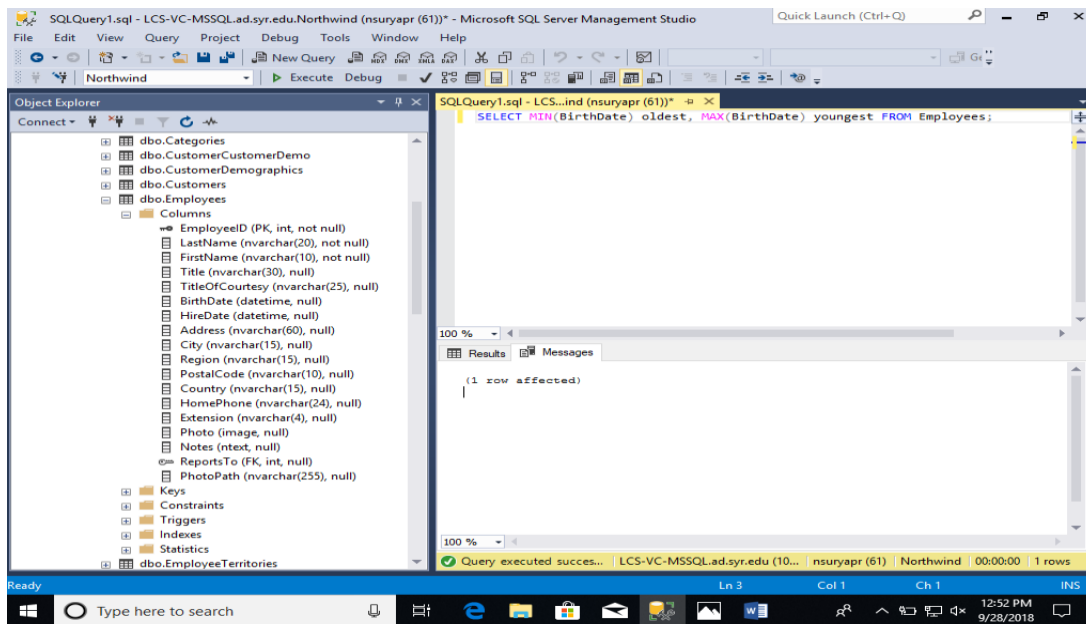 SQLQuery1.sql - LCS-VC-MSSQL.ad.syr.edu.Northwind (nsuryapr (61))* - Microsoft SQL Server Management Studio
Quick Launch (Ctrl+Q)
File Edit View Query Project Debug Tools Window Help
New Query
Northwind Execute Debug
Object Explorer
Connect
dbo.Categories
dbo.CustomerCustomerDemo
dbo.CustomerDemographics
dbo.Customers
dbo.Employees
Columns
EmployeeID (PK, int, not null)
LastName (nvarchar(20), not null)
FirstName (nvarchar(10), not null)
Title (nvarchar(30), null)
TitleOfCourtesy (nvarchar(25), null)
BirthDate (datetime, null)
HireDate (datetime, null)
Address (nvarchar(60), null)
City (nvarchar(15), null)
Region (nvarchar(15), null)
PostalCode (nvarchar(10), null)
Country (nvarchar(15), null)
HomePhone (nvarchar(24), null)
Extension (nvarchar(4), null)
Photo (image, null)
Notes (ntext, null)
ReportsTo (FK, int, null)
PhotoPath (nvarchar(255), null)
Keys
Constraints
Triggers
Indexes
Statistics
dbo.EmployeeTerritories
SQLQuery1.sql - LCS...ind (nsuryapr (61))*
SELECT MIN(BirthDate) oldest, MAX(BirthDate) youngest FROM Employees;
100 %
Results Messages
(1 row affected)
100 %
Query executed succes... LCS-VC-MSSQL.ad.syr.edu (10... nsuryapr (61) Northwind 00:00:00 1 rows
Ready Ln 3 Col 1 Ch 1 INS
Type here to search
12:52 PM
9/28/2018